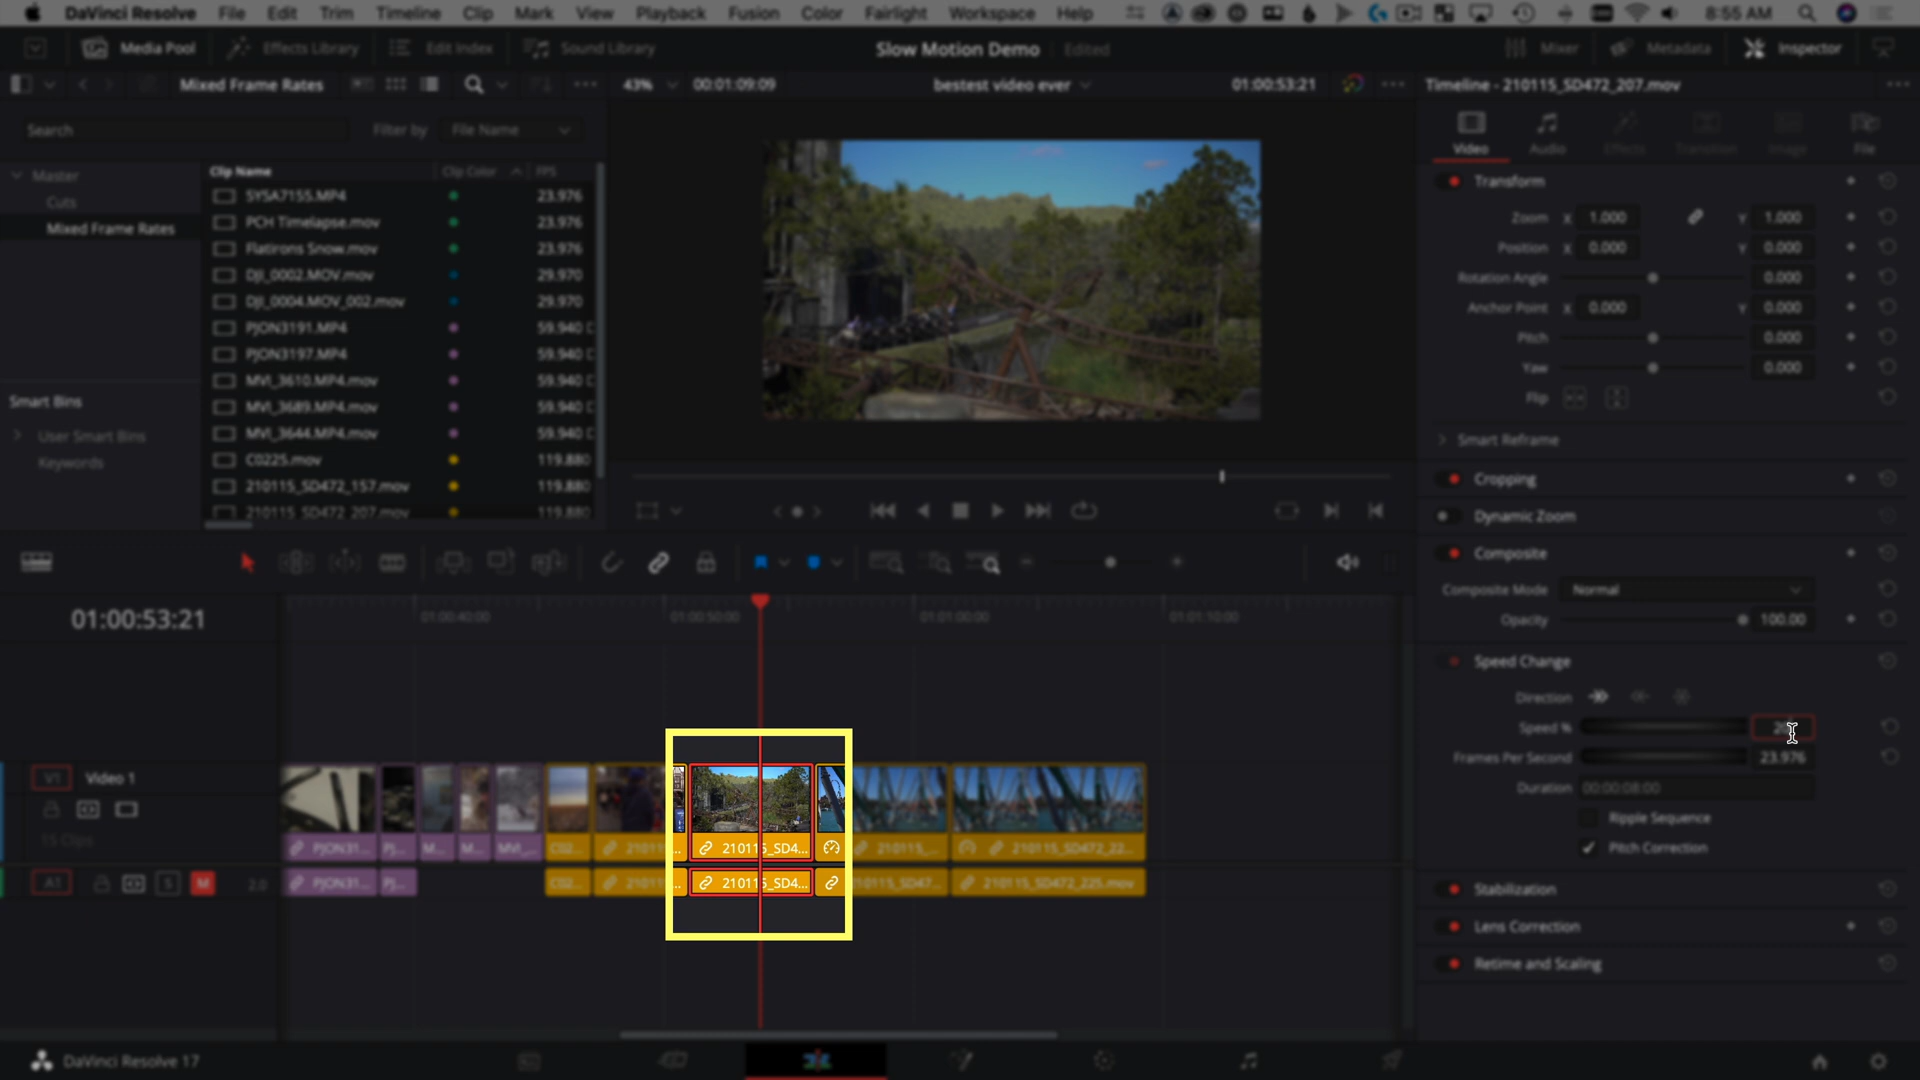 DaVinci Resolve File Edit Trim Timeline Clip Mark View Playback Fusion Color Fairlight Workspace Help 8:55 AM
Media Pool Effects Library Edit Index Sound Library Slow Motion Demo Edited Mixer Metadata Inspector
Mixed Frame Rates 43% 00:01:09:09 bestest video ever 01:00:53:21 Timeline - 210115_SD472_207.mov
Search Filter by File Name
Video Audio Effects Transition Image File
Master Clip Name Clip Color FPS
Cuts
Mixed Frame Rates
SYSA7155.MP4 23.976
PCH Timelapse.mov 23.976
Flatirons Snow.mov 23.976
DJI_0002.MOV.mov 29.970
DJI_0004.MOV_002.mov 29.970
PJON3191.MP4 59.940
PJON3197.MP4 59.940
MVI_3610.MP4.mov 59.940
MVI_3689.MP4.mov 59.940
MVI_3644.MP4.mov 59.940
C0225.mov 119.880
210115_SD472_157.mov 119.880
210115_SD472_207.mov 119.880
Smart Bins
User Smart Bins
Keywords
Transform
Zoom X 1.000 Y 1.000
Position X 0.000 Y 0.000
Rotation Angle 0.000
Anchor Point X 0.000 Y 0.000
Pitch 0.000
Yaw 0.000
Flip
Smart Reframe
Cropping
Dynamic Zoom
Composite
Composite Mode Normal
Opacity 100.00
Speed Change
Direction
Speed %
Frames Per Second 23.976
Duration 00:00:08:00
Ripple Sequence
Pitch Correction
Stabilization
Lens Correction
Retime and Scaling
01:00:53:21 01:00:40:00 01:00:50:00 01:01:00:00 01:01:10:00
V1 Video 1
15 Clips
PJON31... PJ... M... M... MVI_... C02... 21011... 210115_SD4... 210115_... 210115_SD472_22...
A1 S M 2.0 PJON31... PJ... C02... 21011... 210115_SD4... 210115_SD47... 210115_SD472_225.mov
DaVinci Resolve 17